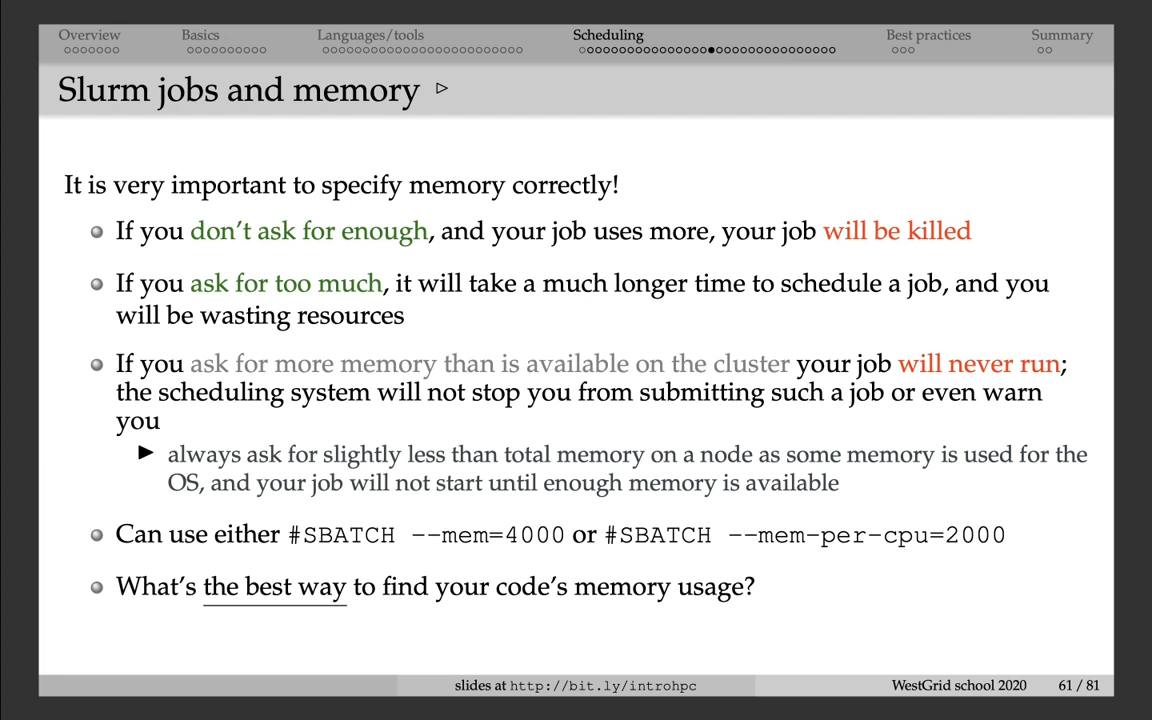 Overview Basics Languages/tools Scheduling Best practices Summary
Slurm jobs and memory
It is very important to specify memory correctly!
If you don't ask for enough, and your job uses more, your job will be killed
If you ask for too much, it will take a much longer time to schedule a job, and you
will be wasting resources
If you ask for more memory than is available on the cluster your job will never run;
the scheduling system will not stop you from submitting such a job or even warn
you
always ask for slightly less than total memory on a node as some memory is used for the
OS, and your job will not start until enough memory is available
Can use either #SBATCH --mem=4000 or #SBATCH --mem-per-cpu=2000
What's the best way to find your code's memory usage?
slides at http://bit.ly/introhpc WestGrid school 2020 61 / 81